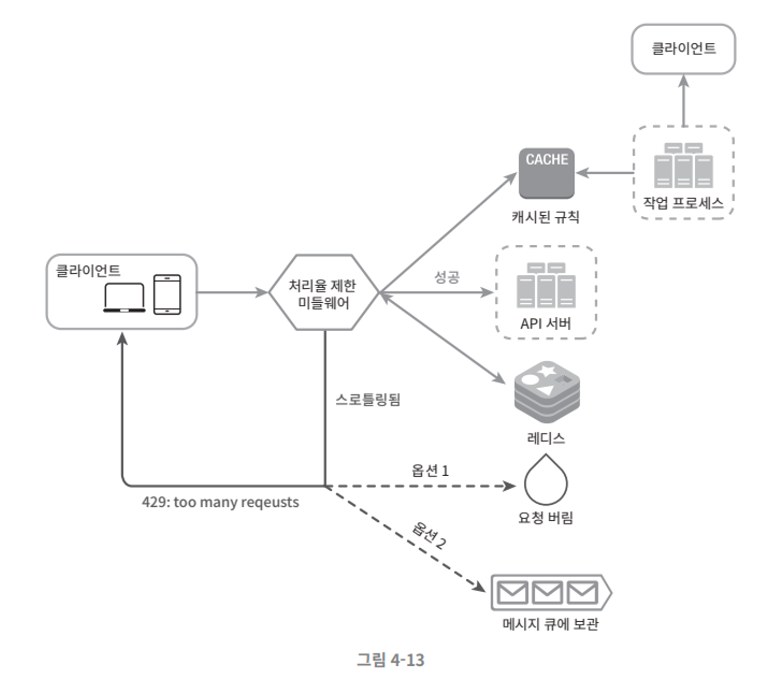 클라이언트
CACHE
캐시된 규칙
작업 프로세스
클라이언트
처리율 제한
미들웨어
성공
API 서버
스로틀링됨
레디스
옵션 1
요청 버림
429: too many reqeusts
옵션 2
메시지 큐에 보관
그림 4-13